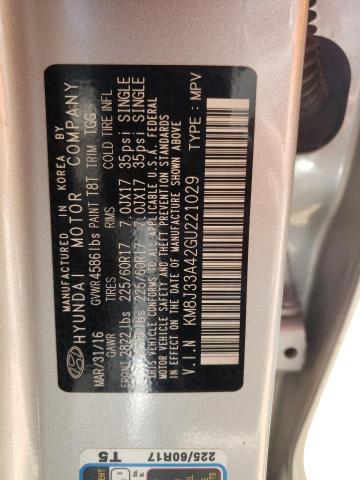 MANUFACTURED IN KOREA BY
HYUNDAI MOTOR COMPANY
GVWR 4586lbs PAINT T8T TRIM TGG
MAR/31/16 GAWR TIRES RIMS COLD TIRE INFL
FRONT 2822 lbs 225/60R17 7.0JX17 35psi SINGLE
lbs 225/60R17 7.0JX17 35psi SINGLE
THIS VEHICLE CONFORMS TO ALL APPLICABLE U.S.A. FEDERAL
MOTOR VEHICLE SAFETY AND THEFT PREVENTION STANDARDS
IN EFFECT ON THE DATE OF MANUFACTURE SHOWN ABOVE
V.I.N : KM8J33A42GU221029 TYPE : MPV
225/60R17
T5